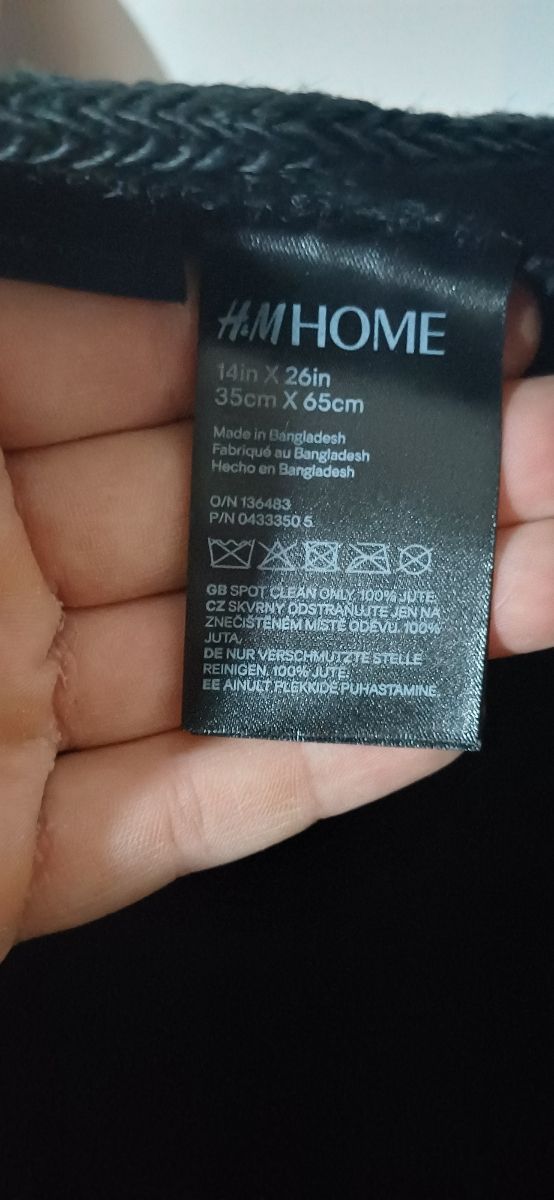 H&M HOME
14in X 26in
35cm X 65cm
Made in Bangladesh
Fabriqué au Bangladesh
Hecho en Bangladesh
O/N 136483
P/N 0433350 5
GB SPOT CLEAN ONLY. 100% JUTE.
CZ SKVRNY ODSTRAŇUJTE JEN NA
ZNEČIŠTĚNÉM MÍSTĚ ODĚVU. 100%
JUTA.
DE NUR VERSCHMUTZTE STELLE
REINIGEN. 100% JUTE.
EE AINULT PLEKKIDE PUHASTAMINE.